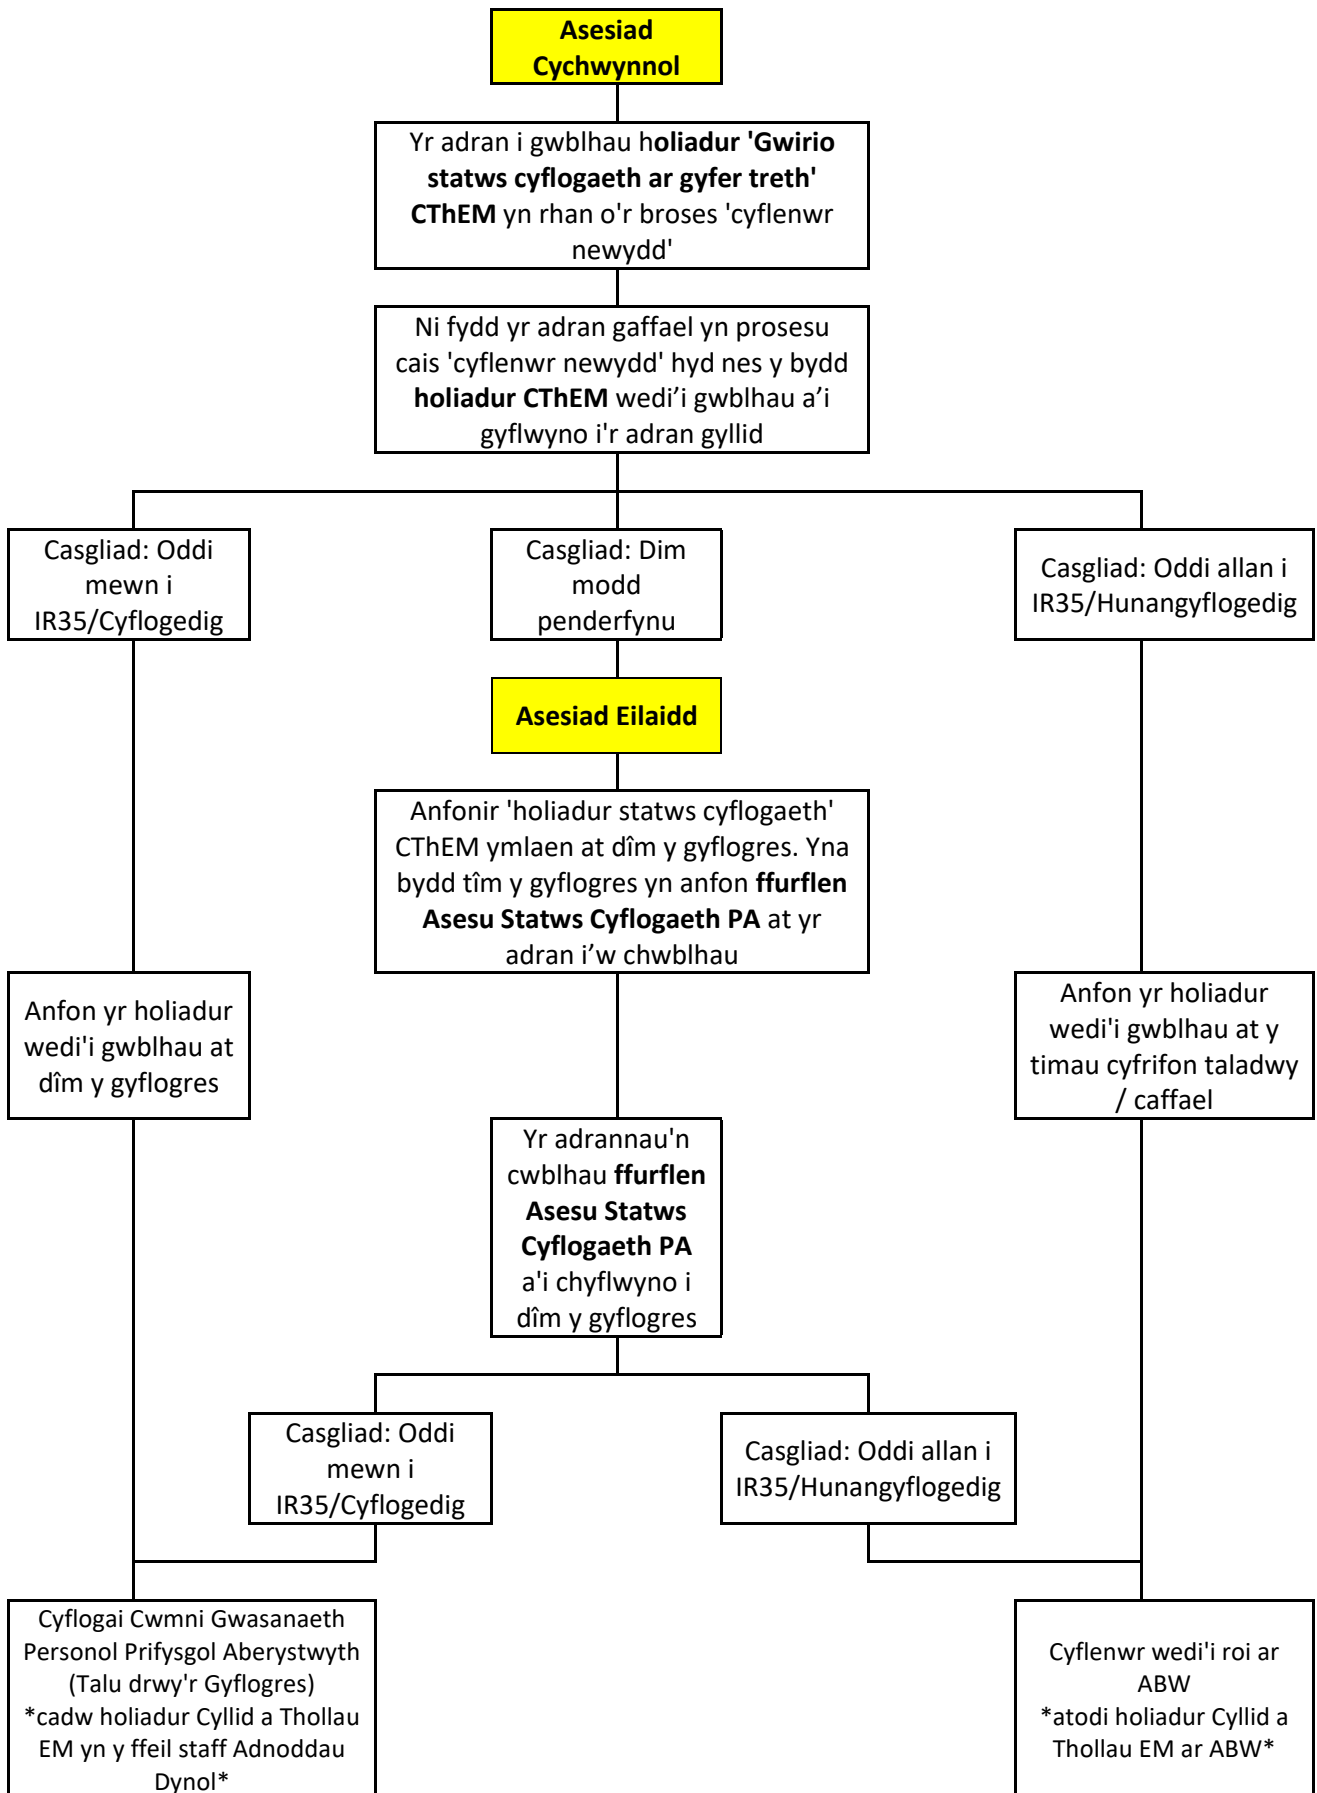 Asesiad
Cychwynnol
Yr adran i gwblhau holiadur 'Gwirio
statws cyflogaeth ar gyfer treth'
CThEM yn rhan o'r broses 'cyflenwr
newydd'
Ni fydd yr adran gaffael yn prosesu
cais 'cyflenwr newydd' hyd nes y bydd
holiadur CThEM wedi’i gwblhau a’i
gyflwyno i'r adran gyllid
Casgliad: Oddi
mewn i
IR35/Cyflogedig
Casgliad: Dim
modd
penderfynu
Casgliad: Oddi allan i
IR35/Hunangyflogedig
Asesiad Eilaidd
Anfonir 'holiadur statws cyflogaeth'
CThEM ymlaen at dîm y gyflogres. Yna
bydd tîm y gyflogres yn anfon ffurflen
Asesu Statws Cyflogaeth PA at yr
adran i’w chwblhau
Anfon yr holiadur
wedi'i gwblhau at
dîm y gyflogres
Anfon yr holiadur
wedi'i gwblhau at y
timau cyfrifon taladwy
/ caffael
Yr adrannau'n
cwblhau ffurflen
Asesu Statws
Cyflogaeth PA
a'i chyflwyno i
dîm y gyflogres
Casgliad: Oddi
mewn i
IR35/Cyflogedig
Casgliad: Oddi allan i
IR35/Hunangyflogedig
Cyflogai Cwmni Gwasanaeth
Personol Prifysgol Aberystwyth
(Talu drwy'r Gyflogres)
*cadw holiadur Cyllid a Thollau
EM yn y ffeil staff Adnoddau
Dynol*
Cyflenwr wedi'i roi ar
ABW
*atodi holiadur Cyllid a
Thollau EM ar ABW*